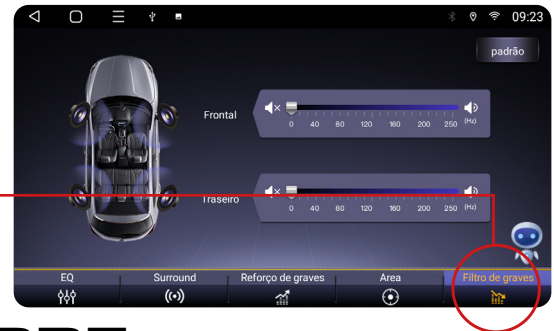 09:23
padrão
Frontal
0 40 80 120 160 200 250 (Hz)
Traseiro
0 40 80 120 160 200 250 (Hz)
EQ Surround Reforço de graves Area Filtro de graves